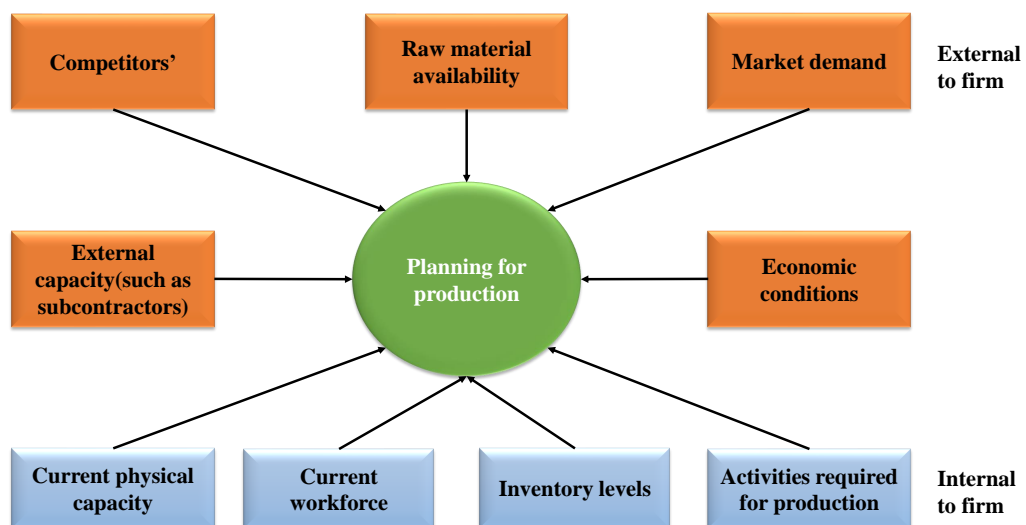 Competitors’
Raw material
availability
Market demand
External
to firm
External
capacity(such as
subcontractors)
Planning for
production
Economic
conditions
Current physical
capacity
Current
workforce
Inventory levels
Activities required
for production
Internal
to firm